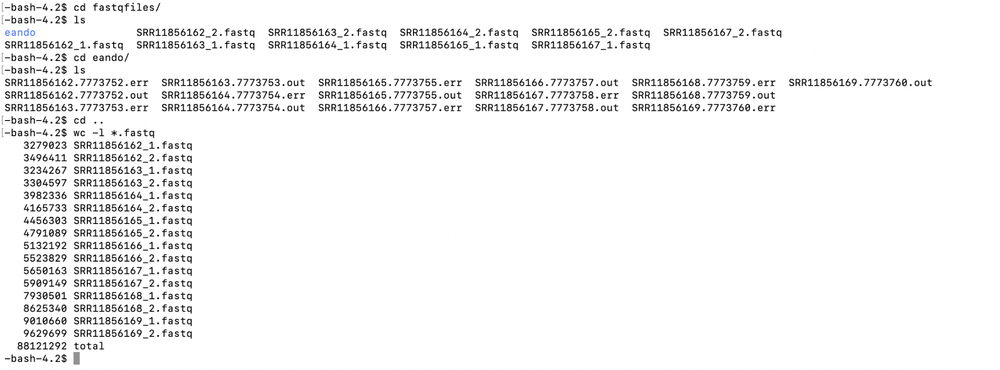 [-bash-4.2$ cd fastqfiles/
[-bash-4.2$ ls
eando SRR11856162_2.fastq SRR11856163_2.fastq SRR11856164_2.fastq SRR11856165_2.fastq SRR11856167_2.fastq
SRR11856162_1.fastq SRR11856163_1.fastq SRR11856164_1.fastq SRR11856165_1.fastq SRR11856167_1.fastq
[-bash-4.2$ cd eando/
[-bash-4.2$ ls
SRR11856162.7773752.err SRR11856163.7773753.out SRR11856165.7773755.err SRR11856166.7773757.out SRR11856168.7773759.err SRR11856169.7773760.out
SRR11856162.7773752.out SRR11856164.7773754.err SRR11856165.7773755.out SRR11856167.7773758.err SRR11856168.7773759.out
SRR11856163.7773753.err SRR11856164.7773754.out SRR11856166.7773757.err SRR11856167.7773758.out SRR11856169.7773760.err
[-bash-4.2$ cd ..
[-bash-4.2$ wc -l *.fastq
3279023 SRR11856162_1.fastq
3496411 SRR11856162_2.fastq
3234267 SRR11856163_1.fastq
3304597 SRR11856163_2.fastq
3982336 SRR11856164_1.fastq
4165733 SRR11856164_2.fastq
4456303 SRR11856165_1.fastq
4791089 SRR11856165_2.fastq
5132192 SRR11856166_1.fastq
5523829 SRR11856166_2.fastq
5650163 SRR11856167_1.fastq
5909149 SRR11856167_2.fastq
7930501 SRR11856168_1.fastq
8625340 SRR11856168_2.fastq
9010660 SRR11856169_1.fastq
9629699 SRR11856169_2.fastq
88121292 total
-bash-4.2$